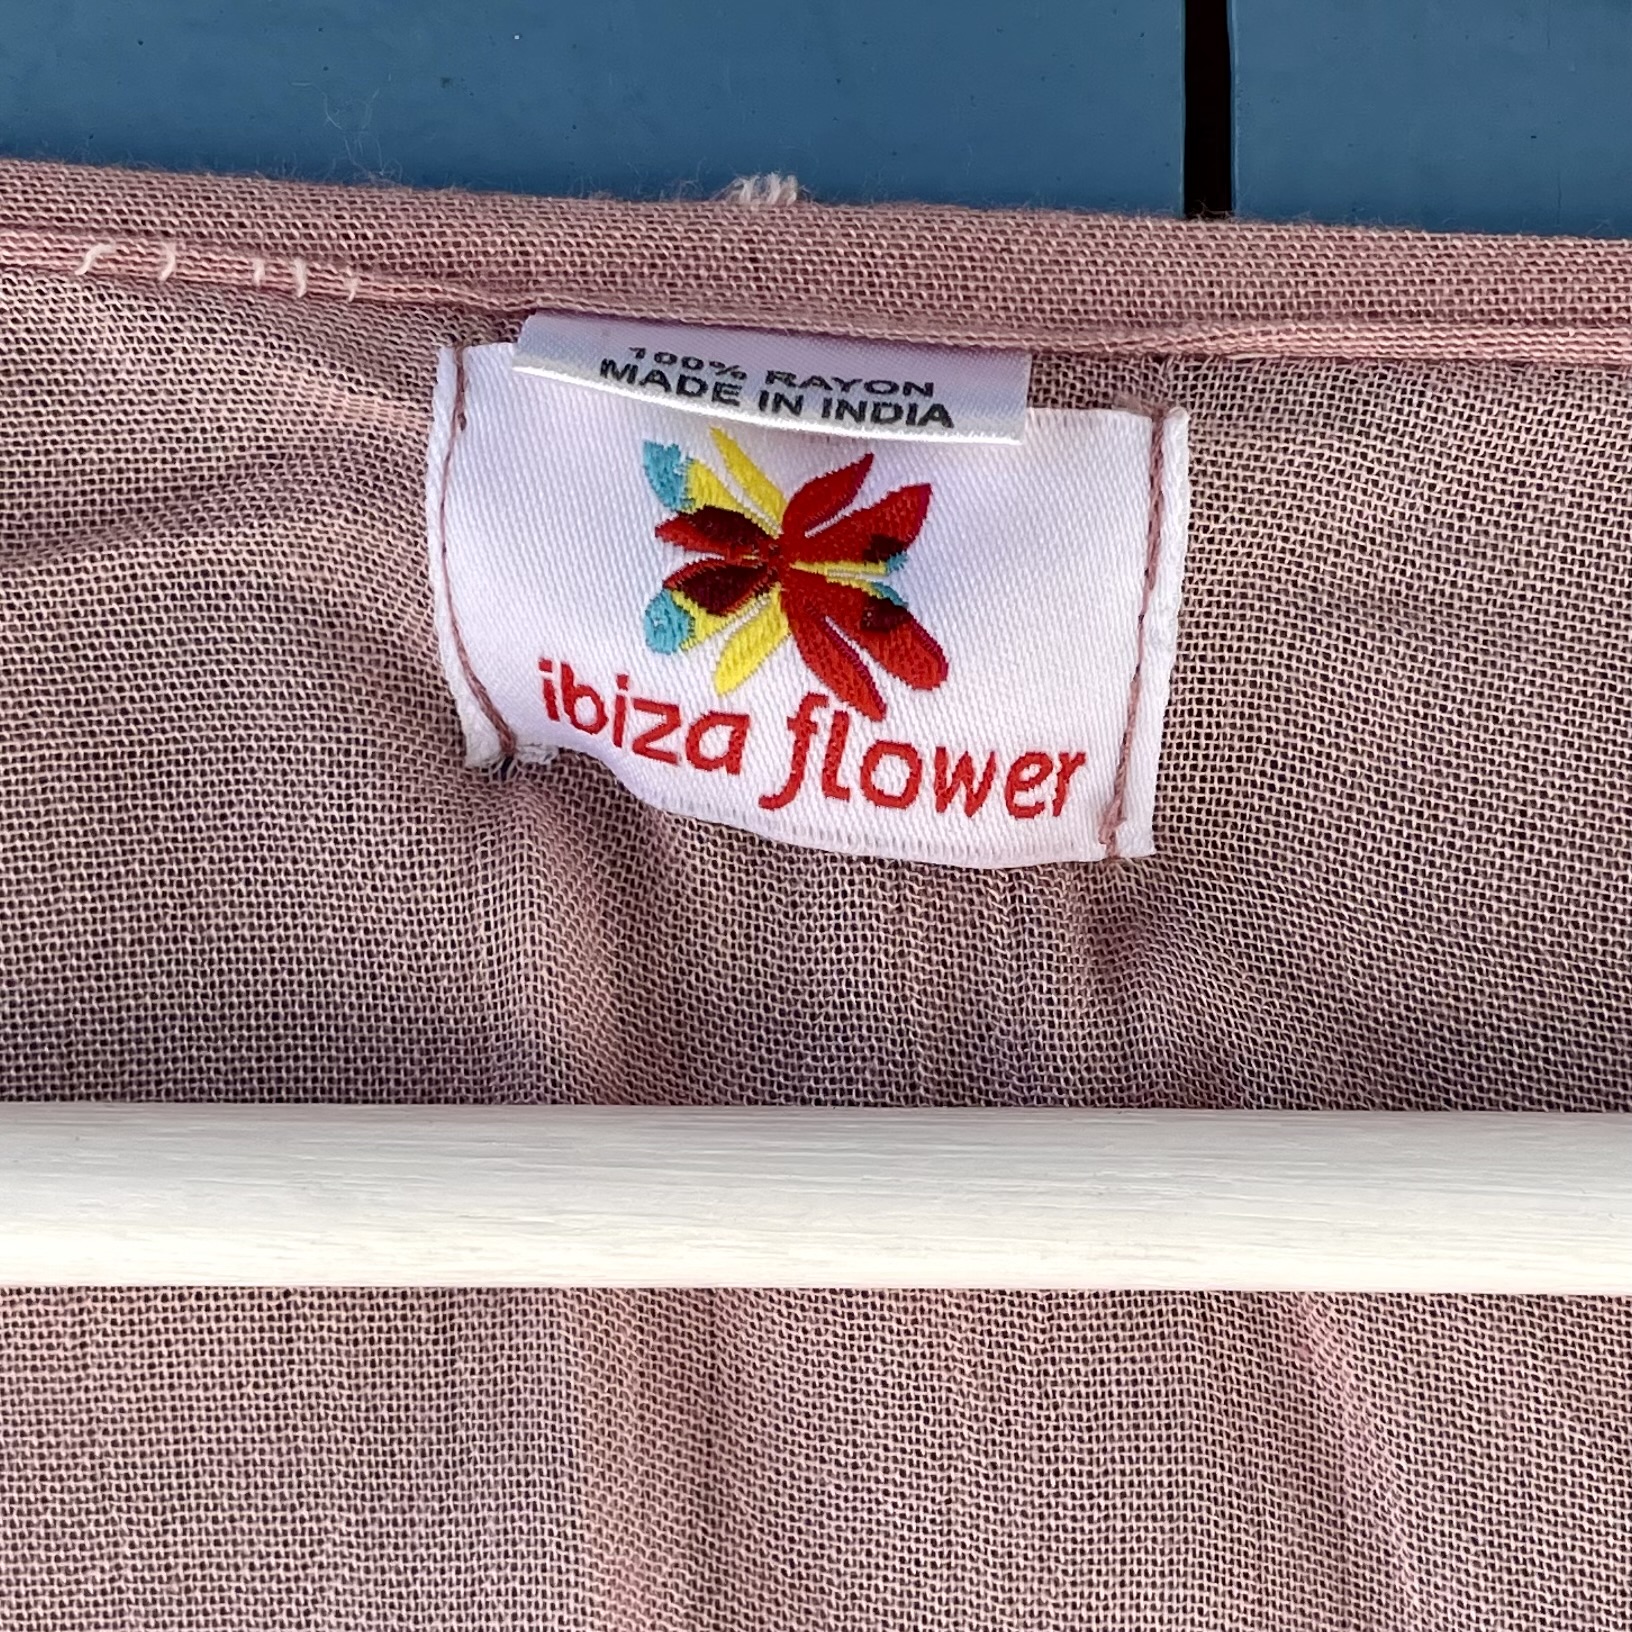 100% RAYON
MADE IN INDIA
ibiza flower